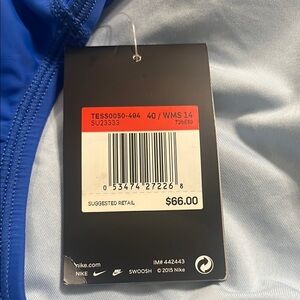 TESS0050-494 40 / WMS 14
SU23333
0 53474 27226 8
SUGGESTED RETAIL $66.00
nike.com IM# 442443
NIKE SWOOSH © 2015 Nike